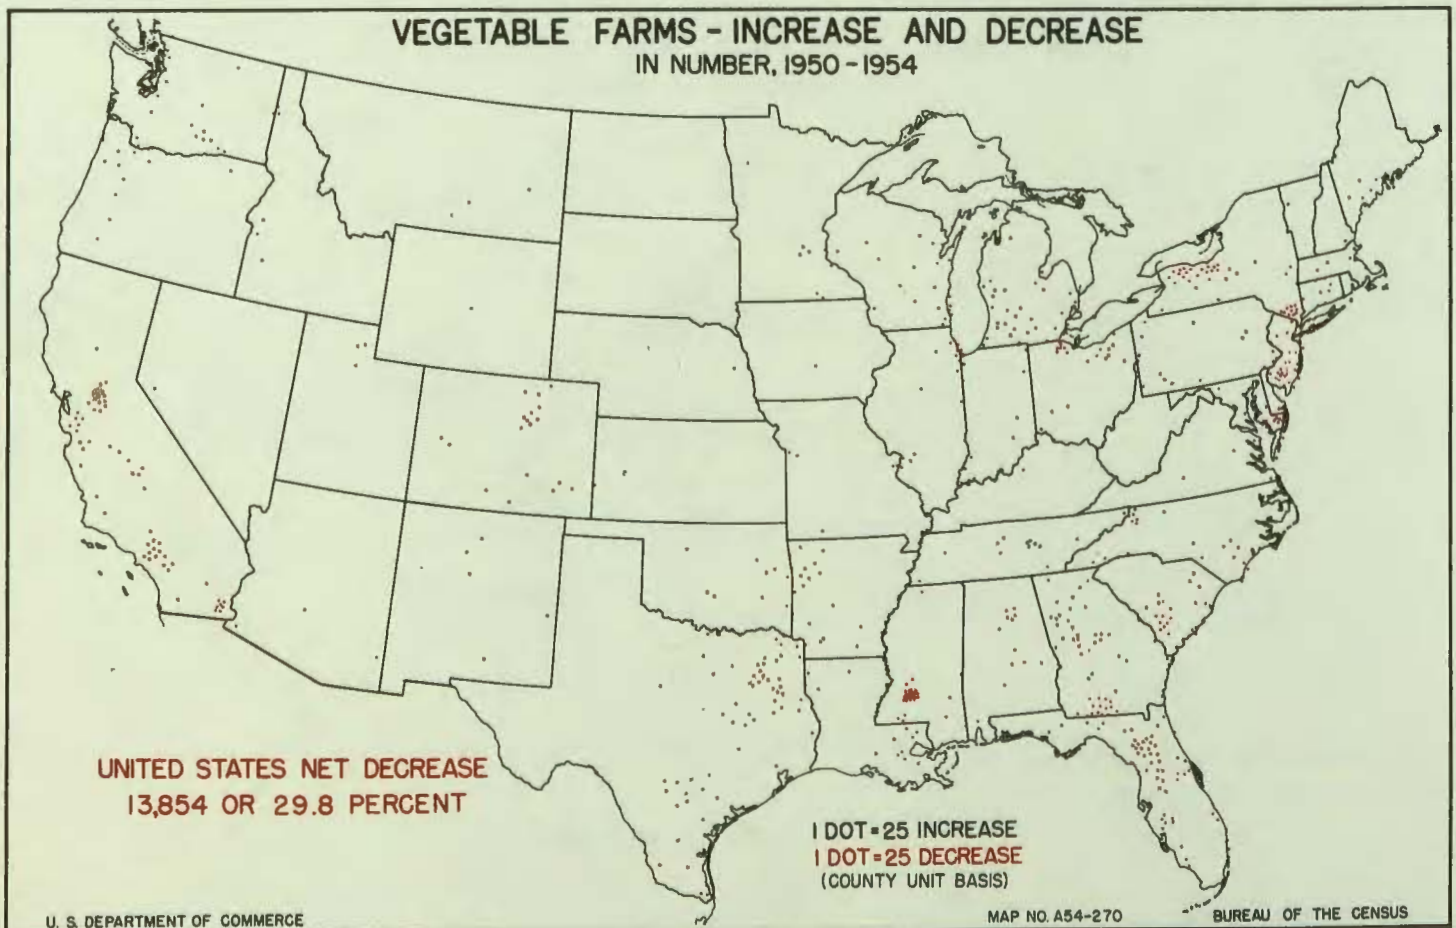 VEGETABLE FARMS - INCREASE AND DECREASE
IN NUMBER, 1950 - 1954
UNITED STATES NET DECREASE
13,854 OR 29.8 PERCENT
1 DOT = 25 INCREASE
1 DOT = 25 DECREASE
(COUNTY UNIT BASIS)
U. S. DEPARTMENT OF COMMERCE
MAP NO. A54-270
BUREAU OF THE CENSUS